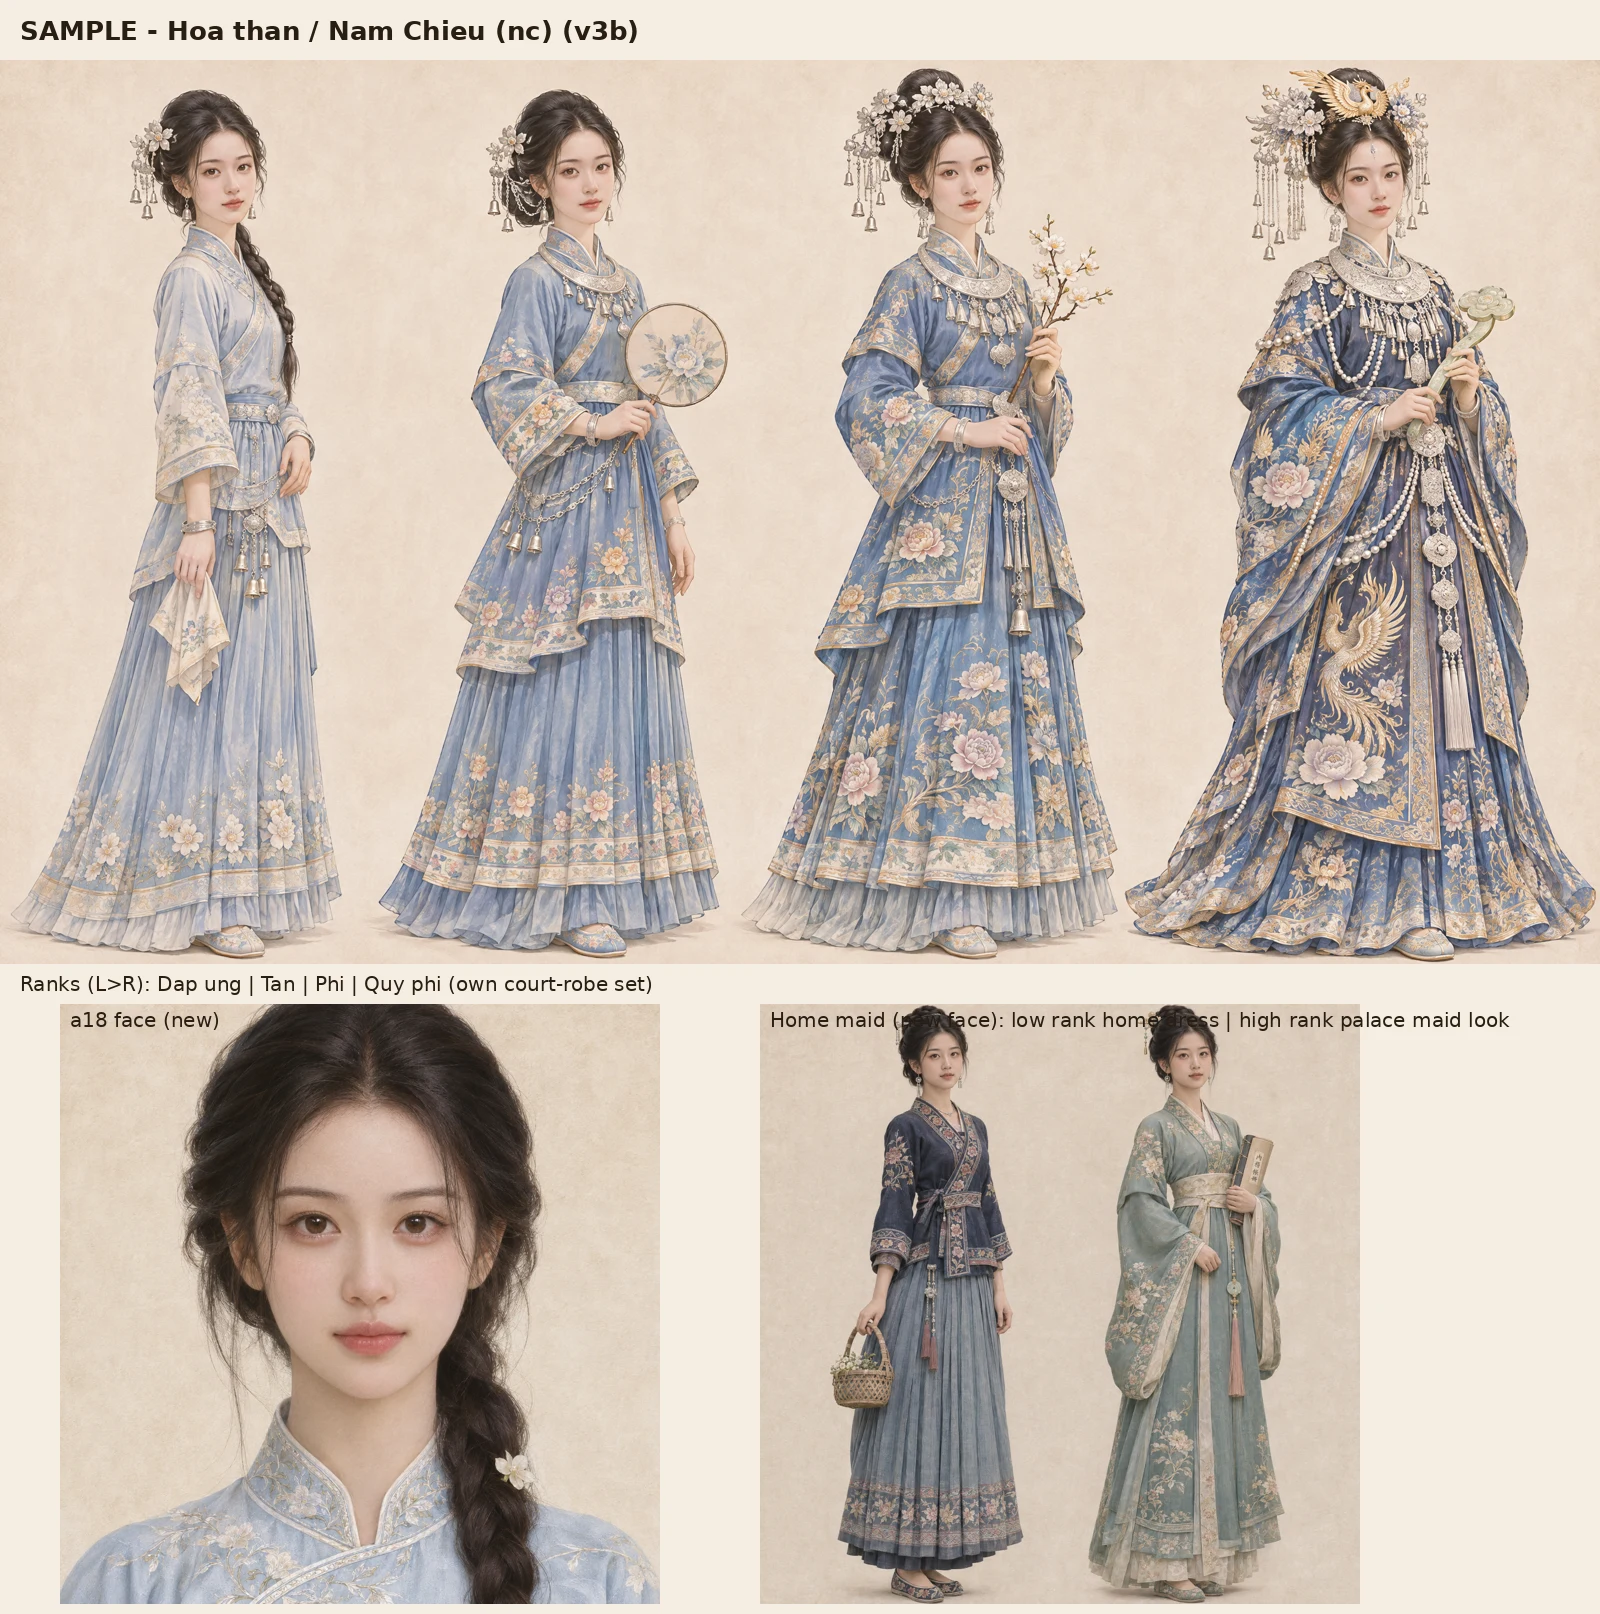 SAMPLE - Hoa than / Nam Chieu (nc) (v3b)
Ranks (L>R): Dap ung | Tan | Phi | Quy phi (own court-robe set)
a18 face (new)
Home maid (new face): low rank home dress | high rank palace maid look